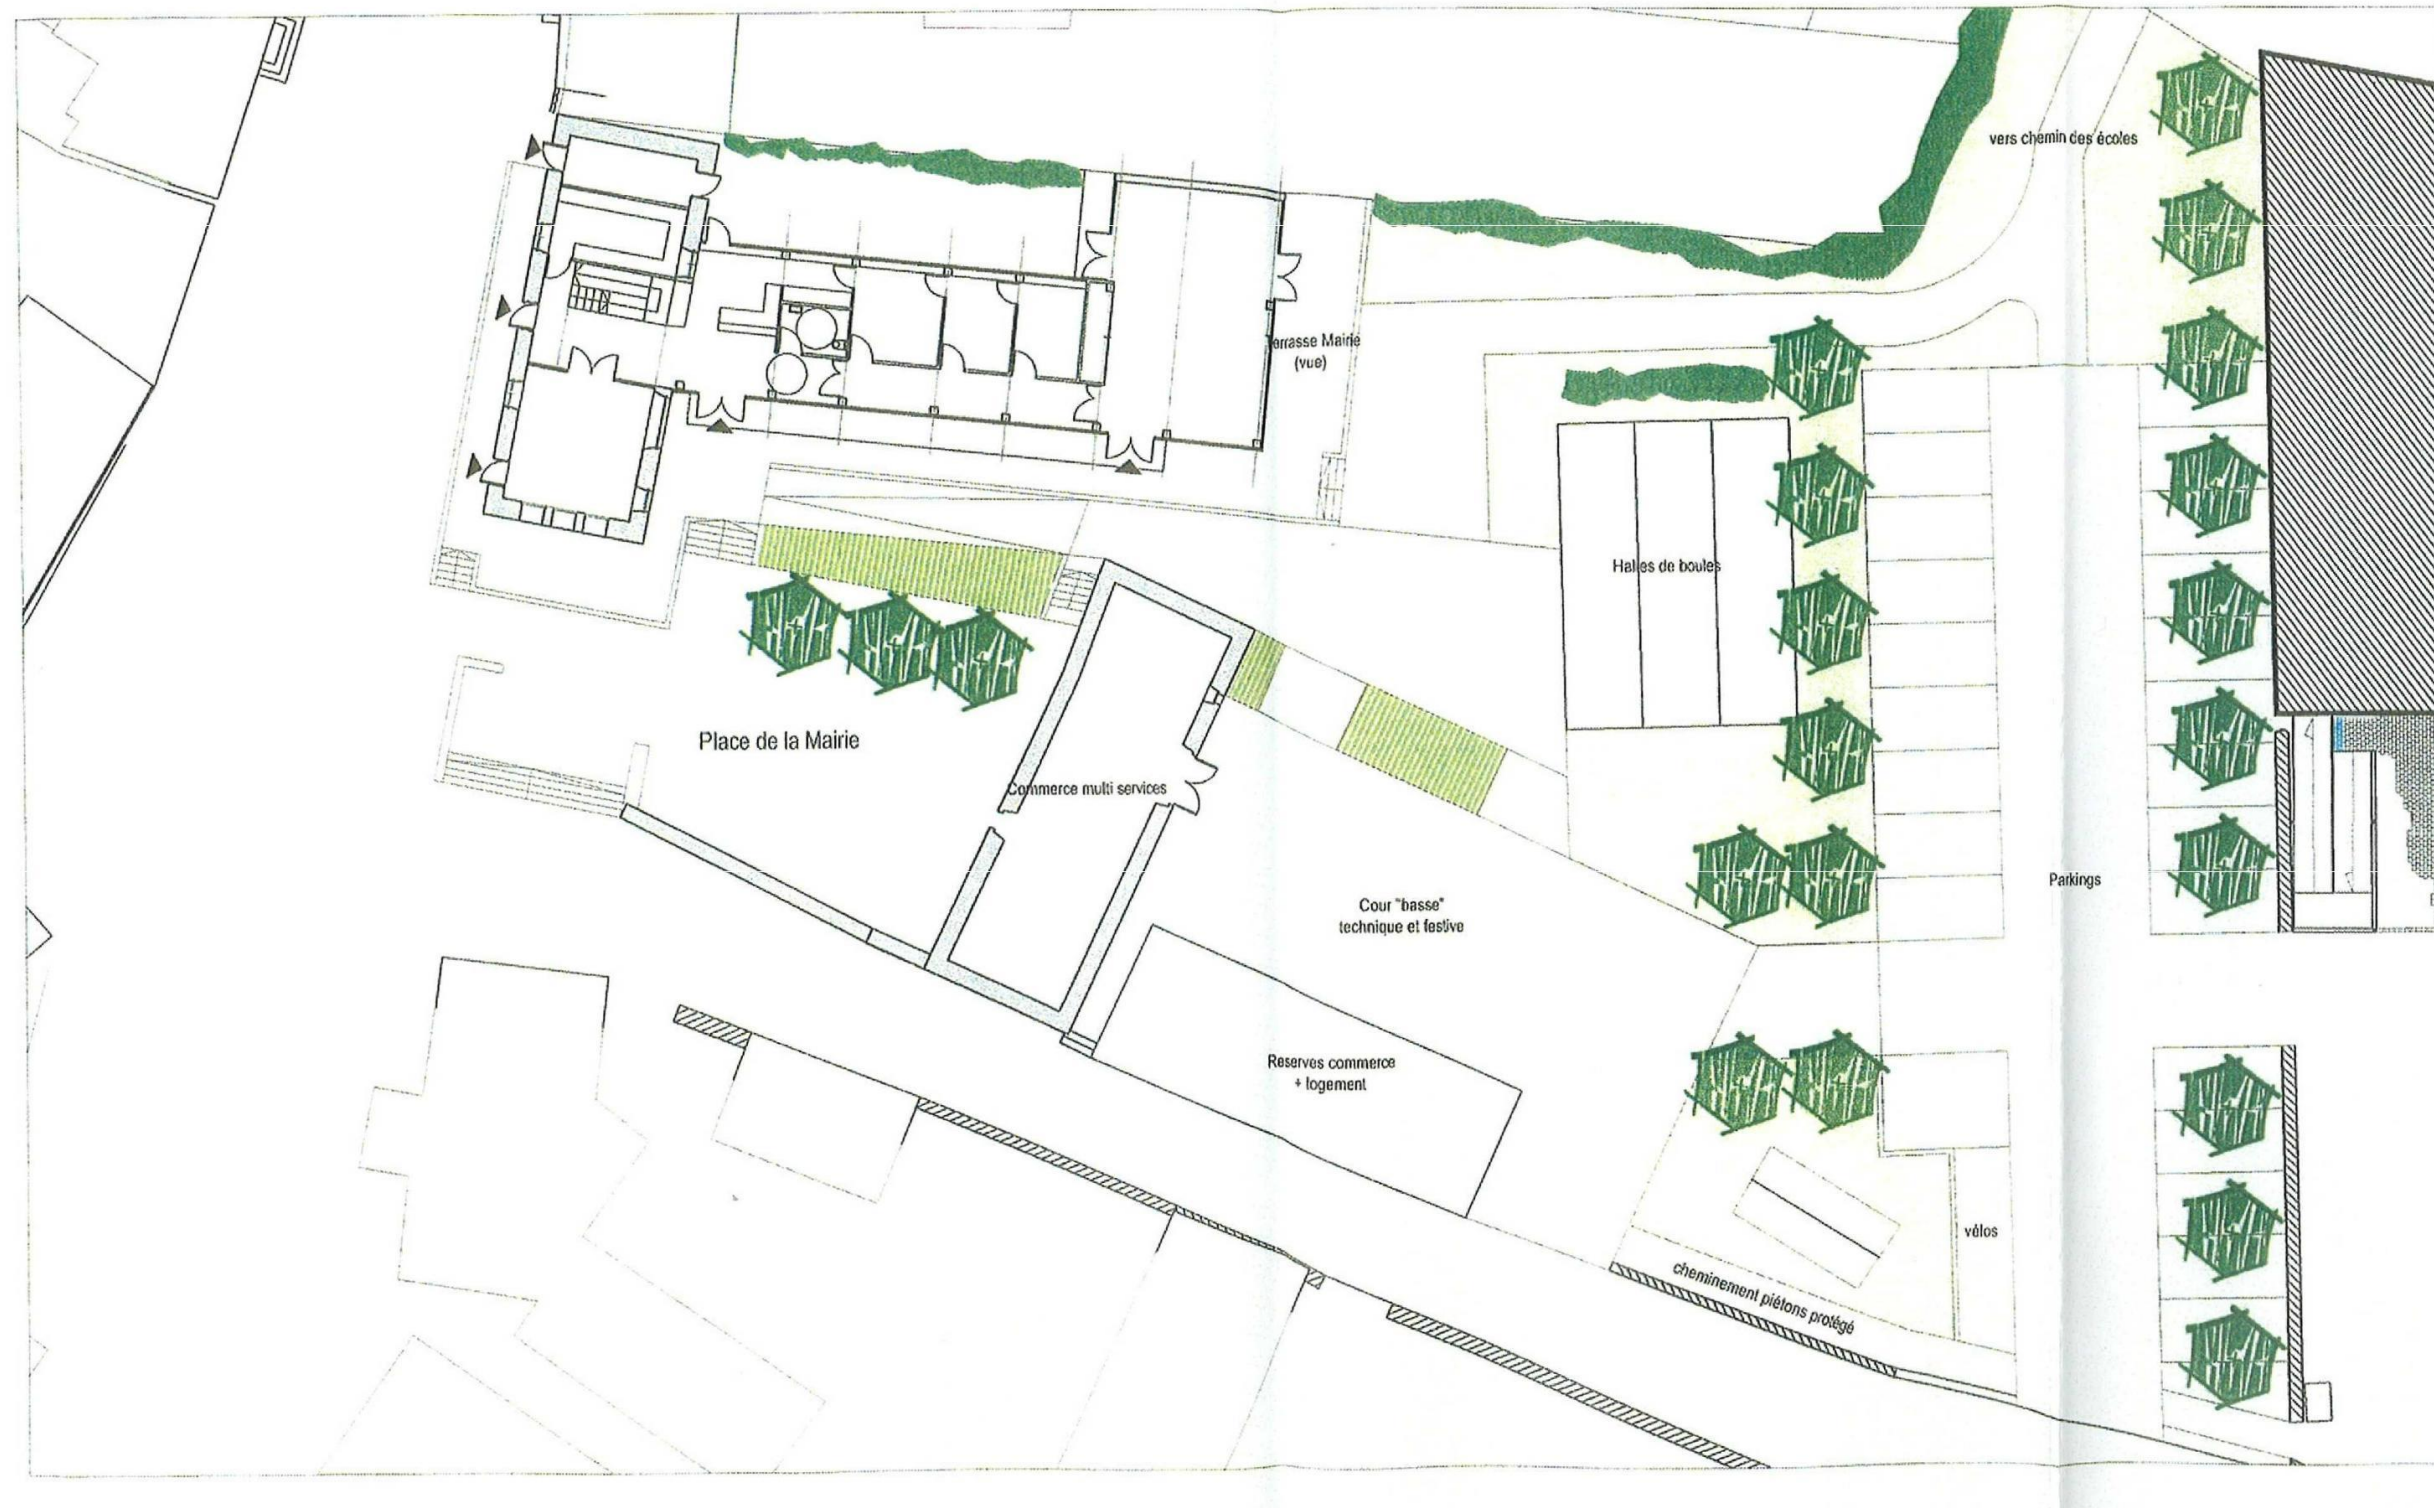 vers chemin des écoles
errasse Mairie
(vue)
Halles de boules
Place de la Mairie
Commerce multi services
Parkings
Cour "basse"
technique et festive
Reserves commerce
+ logement
vélos
cheminement piétons protégé